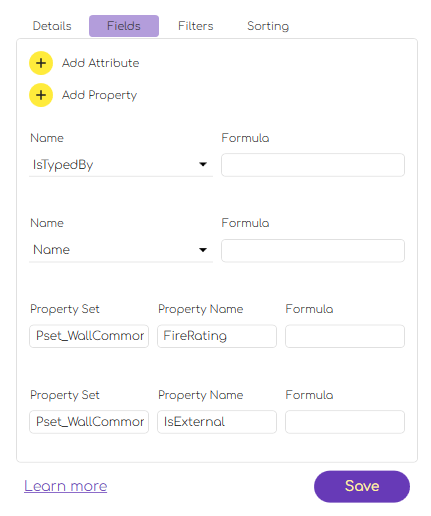 Details Fields Filters Sorting
+ Add Attribute
+ Add Property
Name Formula
IsTypedBy
Name Formula
Name
Property Set Property Name Formula
Pset_WallCommor FireRating
Property Set Property Name Formula
Pset_WallCommor IsExternal
Learn more Save